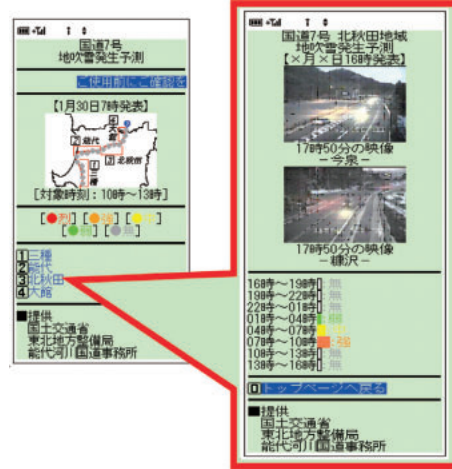 国道7号
地吹雪発生予測
ご使用前にご確認を
【1月30日7時発表】
4 大館
2 能代
3 北秋田
1 三種
[対象時刻:10時~13時]
[●烈] [●強] [●中]
[●弱] [●無]
1 三種
2 能代
3 北秋田
4 大館
■提供
国土交通省
東北地方整備局
能代河川国道事務所
国道7号 北秋田地域
地吹雪発生予測
【×月×日16時発表】
17時50分の映像
-今泉-
17時50分の映像
-糠沢-
16時~19時:無
19時~22時:無
22時~01時:無
01時~04時:弱
04時~07時:中
07時~10時:強
10時~13時:無
13時~16時:無
0 トップページへ戻る
■提供
国土交通省
東北地方整備局
能代河川国道事務所